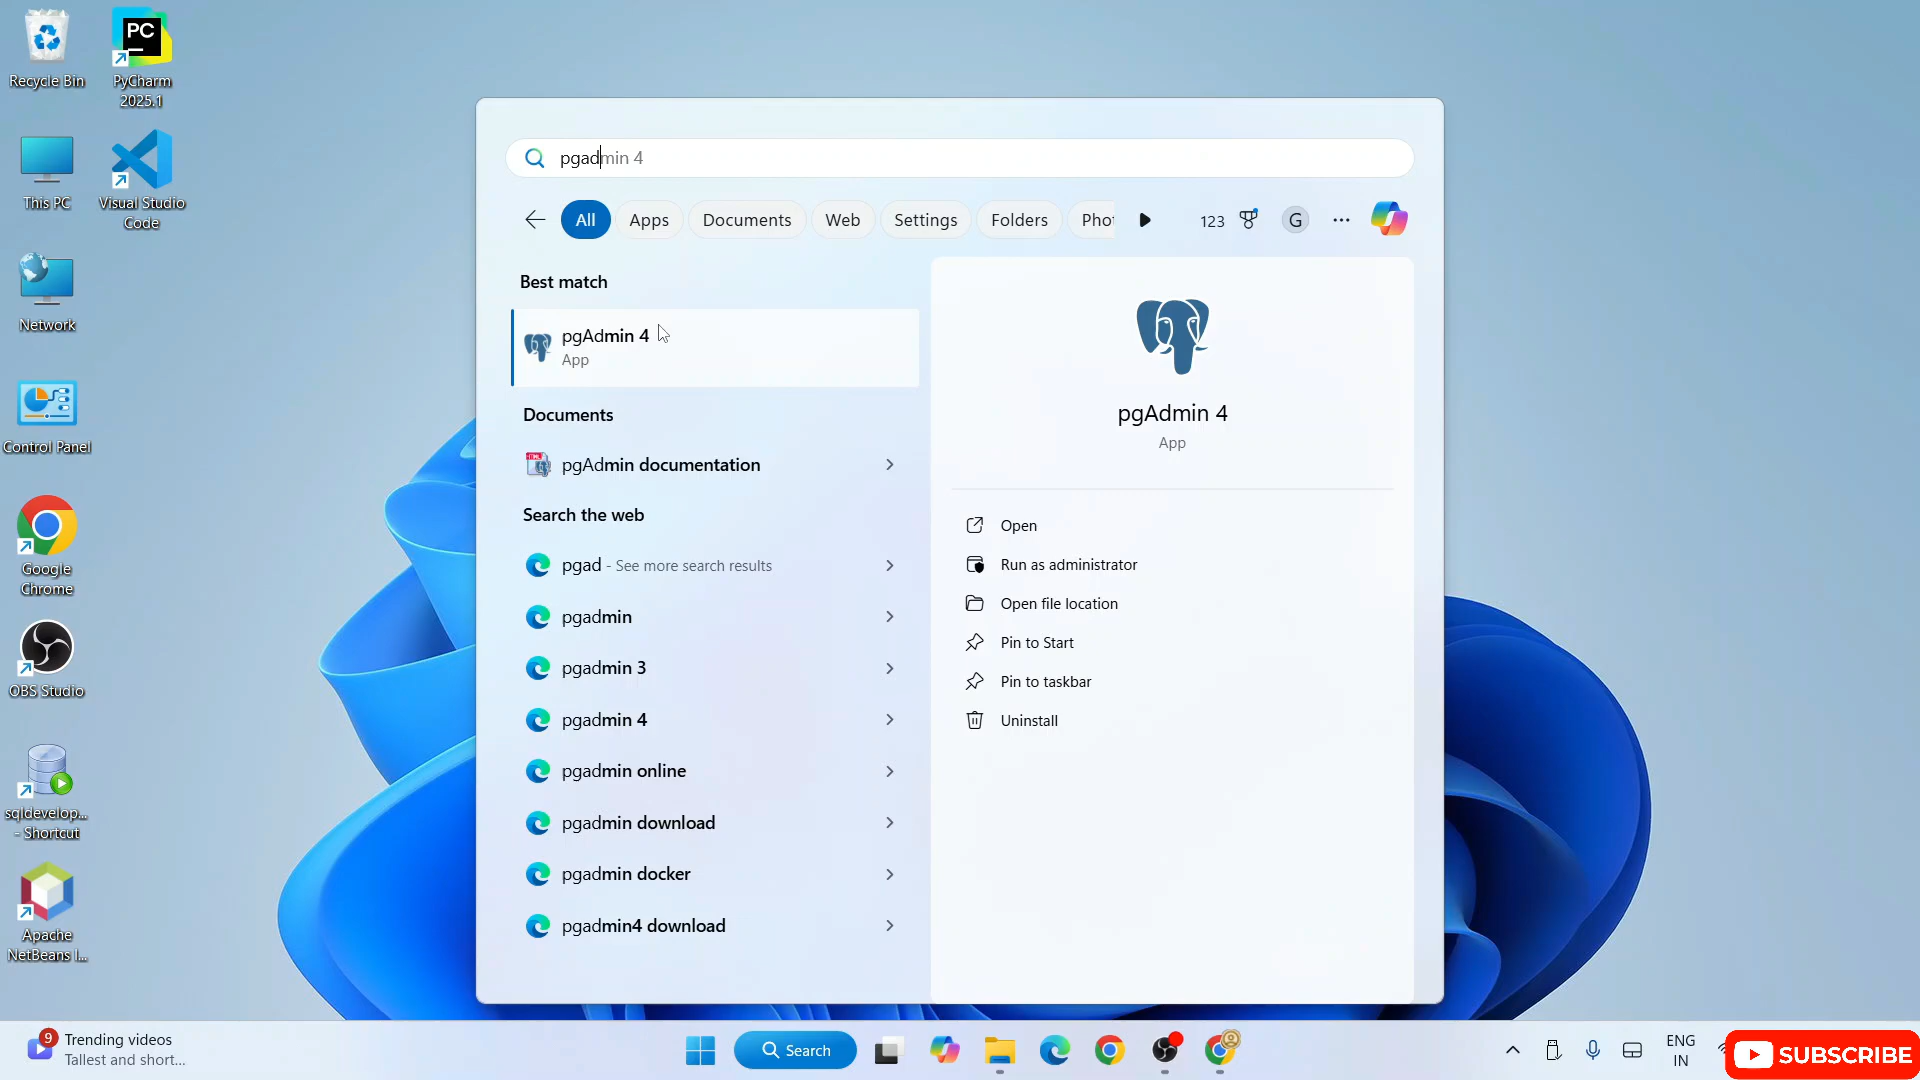 Recycle Bin
PC
PyCharm
2025.1
This PC
Visual Studio
Code
Network
Control Panel
Google
Chrome
OBS Studio
sqldevelop...
- Shortcut
Apache
NetBeans I...
pgadmin 4
All
Apps
Documents
Web
Settings
Folders
Phot
123
G
Best match
pgAdmin 4
App
Documents
pgAdmin documentation
Search the web
pgad - See more search results
pgadmin
pgadmin 3
pgadmin 4
pgadmin online
pgadmin download
pgadmin docker
pgadmin4 download
pgAdmin 4
App
Open
Run as administrator
Open file location
Pin to Start
Pin to taskbar
Uninstall
9
Trending videos
Tallest and short...
Search
ENG
IN
SUBSCRIBE